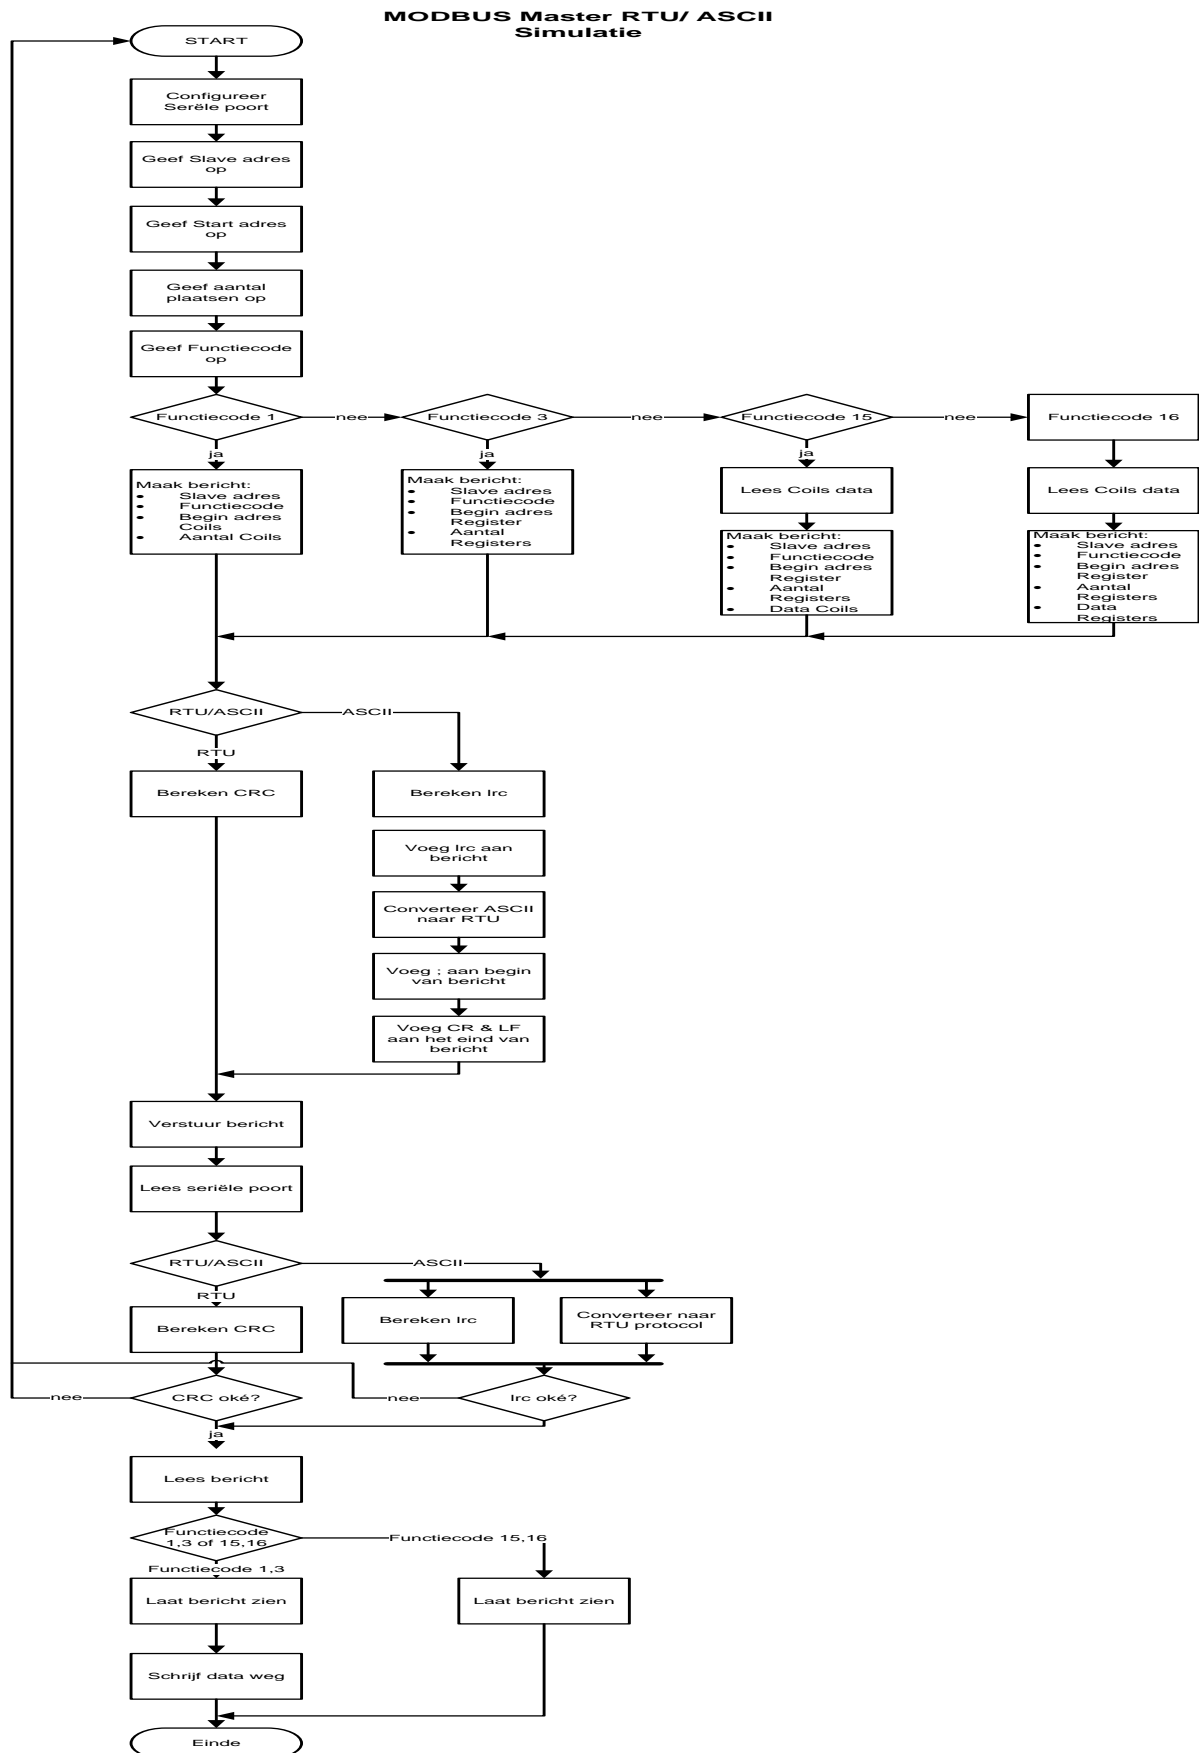 MODBUS Master RTU/ ASCII
Simulatie
START
Configureer
Serële poort
Geef Slave adres
op
Geef Start adres
op
Geef aantal
plaatsen op
Geef Functiecode
op
Functiecode 1
nee
Functiecode 3
nee
Functiecode 15
nee
Functiecode 16
ja
ja
ja
Maak bericht:
• Slave adres
• Functiecode
• Begin adres
Coils
• Aantal Coils
Maak bericht:
• Slave adres
• Functiecode
• Begin adres
Register
• Aantal
Registers
Lees Coils data
Lees Coils data
Maak bericht:
• Slave adres
• Functiecode
• Begin adres
Register
• Aantal
Registers
• Data Coils
Maak bericht:
• Slave adres
• Functiecode
• Begin adres
Register
• Aantal
Registers
• Data
Registers
RTU/ASCII
ASCII
RTU
Bereken CRC
Bereken lrc
Voeg lrc aan
bericht
Converteer ASCII
naar RTU
Voeg ; aan begin
van bericht
Voeg CR & LF
aan het eind van
bericht
Verstuur bericht
Lees seriële poort
RTU/ASCII
ASCII
RTU
Bereken CRC
Bereken lrc
Converteer naar
RTU protocol
nee
CRC oké?
nee
lrc oké?
ja
Lees bericht
Functiecode
1,3 of 15,16
Functiecode 15,16
Functiecode 1,3
Laat bericht zien
Laat bericht zien
Schrijf data weg
Einde